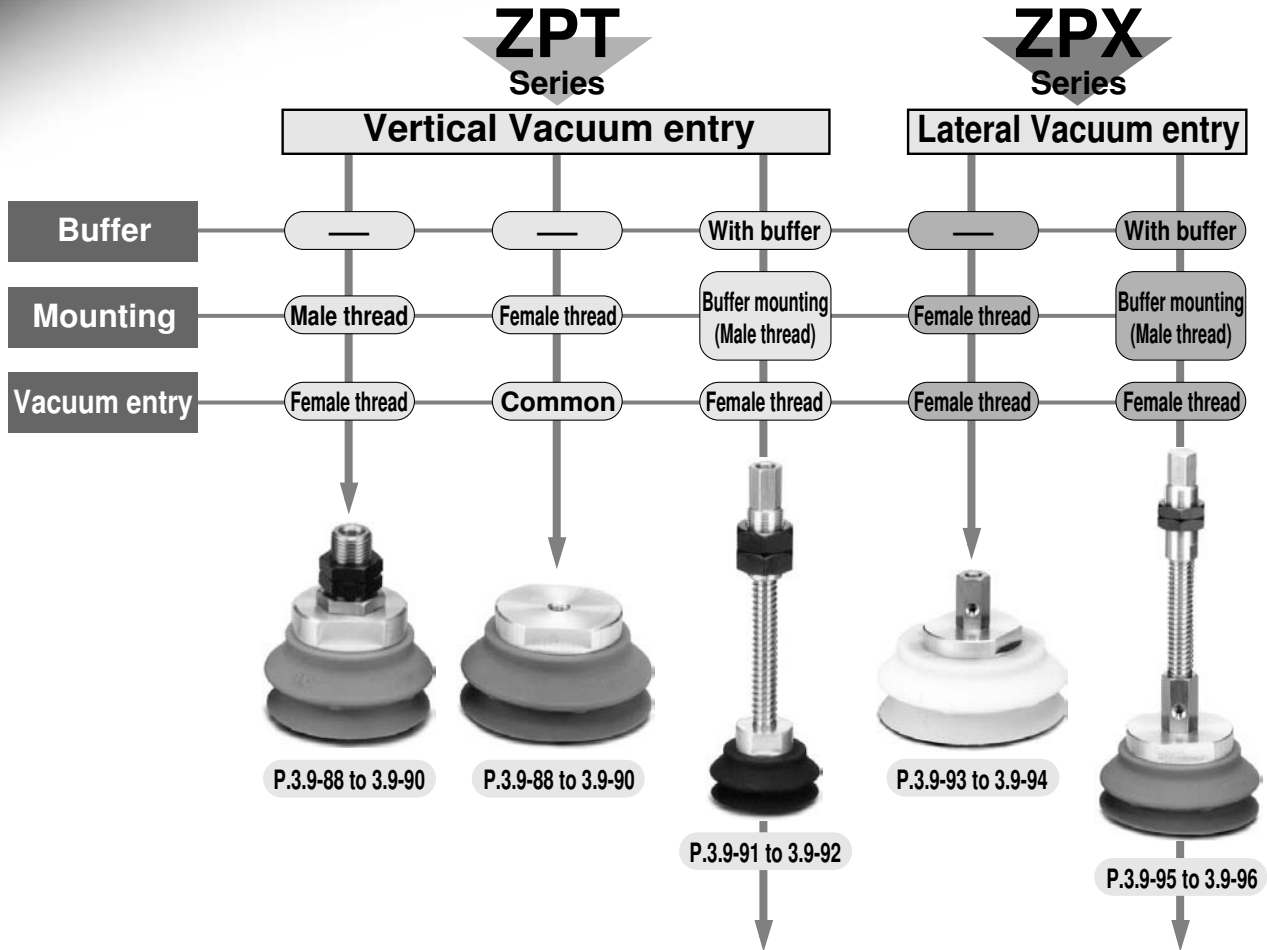 ZPT
Series
ZPX
Series
Vertical Vacuum entry
Lateral Vacuum entry
Buffer
—
—
With buffer
—
With buffer
Mounting
Male thread
Female thread
Buffer mounting
(Male thread)
Female thread
Buffer mounting
(Male thread)
Vacuum entry
Female thread
Common
Female thread
Female thread
Female thread
P.3.9-88 to 3.9-90
P.3.9-88 to 3.9-90
P.3.9-91 to 3.9-92
P.3.9-93 to 3.9-94
P.3.9-95 to 3.9-96